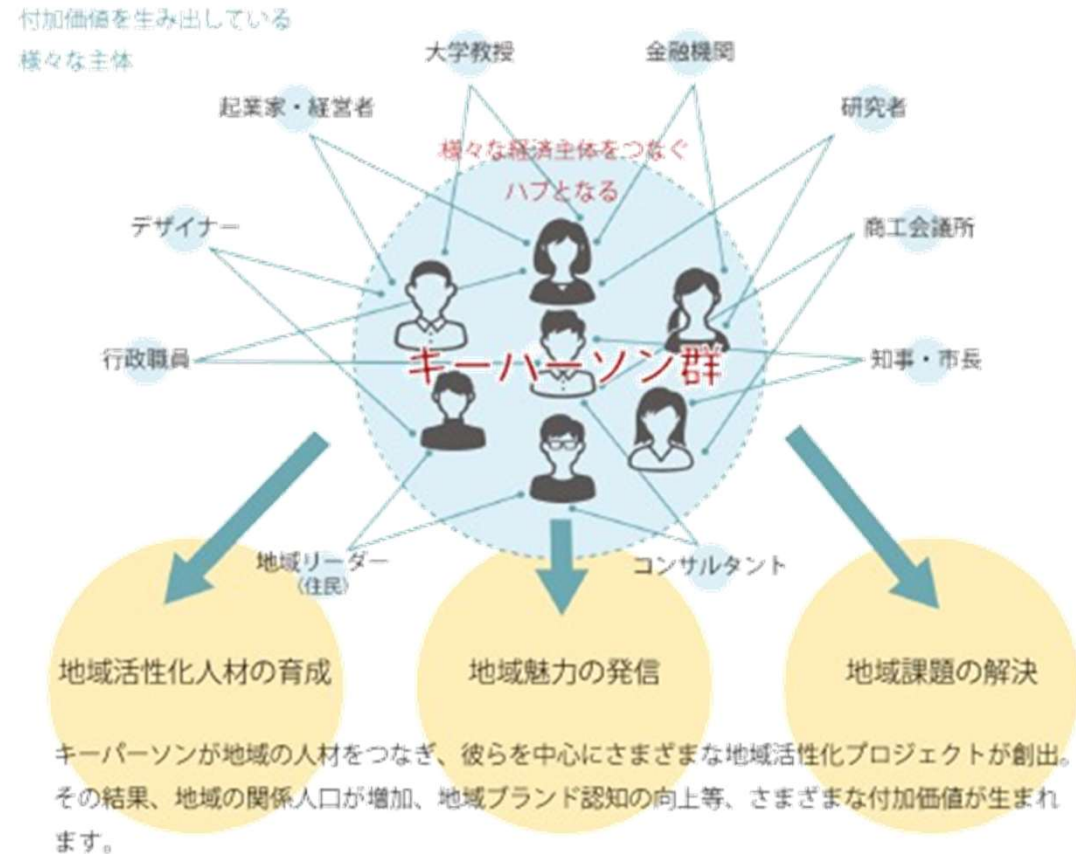 付加価値を生み出している
様々な主体
大学教授
金融機関
起業家・経営者
研究者
様々な経済主体をつなぐ
ハブとなる
デザイナー
商工会議所
行政職員
キーパーソン群
知事・市長
地域リーダー
(住民)
コンサルタント
地域活性化人材の育成
地域魅力の発信
地域課題の解決
キーパーソンが地域の人材をつなぎ、彼らを中心にさまざまな地域活性化プロジェクトが創出。
その結果、地域の関係人口が増加、地域ブランド認知の向上等、さまざまな付加価値が生まれ
ます。